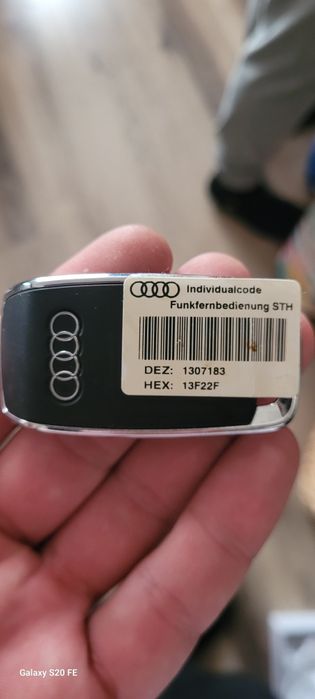 Individualcode
Funkfernbedienung STH
DEZ: 1307183
HEX: 13F22F
Galaxy S20 FE